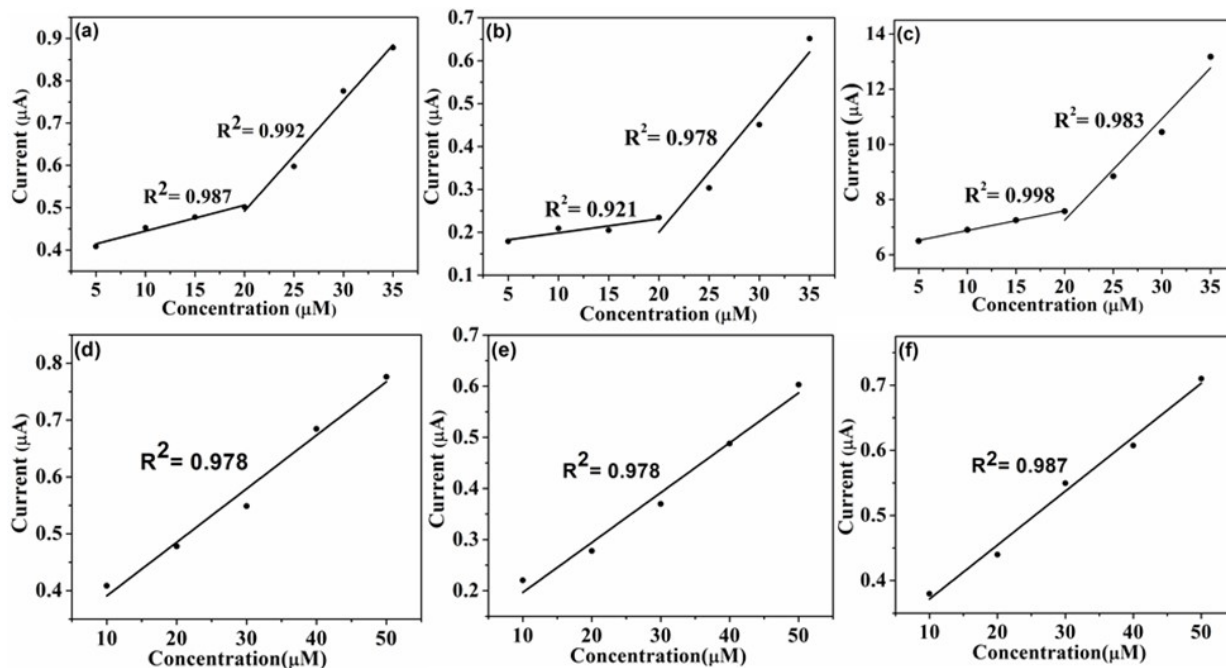 (a)
Current (μA)
0.9
0.8
0.7
0.6
0.5
0.4
R²= 0.992
R²= 0.987
5 10 15 20 25 30 35
Concentration (μM)
(b)
Current (μA)
0.7
0.6
0.5
0.4
0.3
0.2
0.1
R²= 0.978
R²= 0.921
5 10 15 20 25 30 35
Concentration (μM)
(c)
Current (μA)
14
12
10
8
6
R²= 0.983
R²= 0.998
5 10 15 20 25 30 35
Concentration (μM)
(d)
Current (μA)
0.8
0.7
0.6
0.5
0.4
R²= 0.978
10 20 30 40 50
Concentration(μM)
(e)
Current (μA)
0.7
0.6
0.5
0.4
0.3
0.2
R²= 0.978
10 20 30 40 50
Concentration(μM)
(f)
Current (μA)
0.7
0.6
0.5
0.4
R²= 0.987
10 20 30 40 50
Concentration(μM)